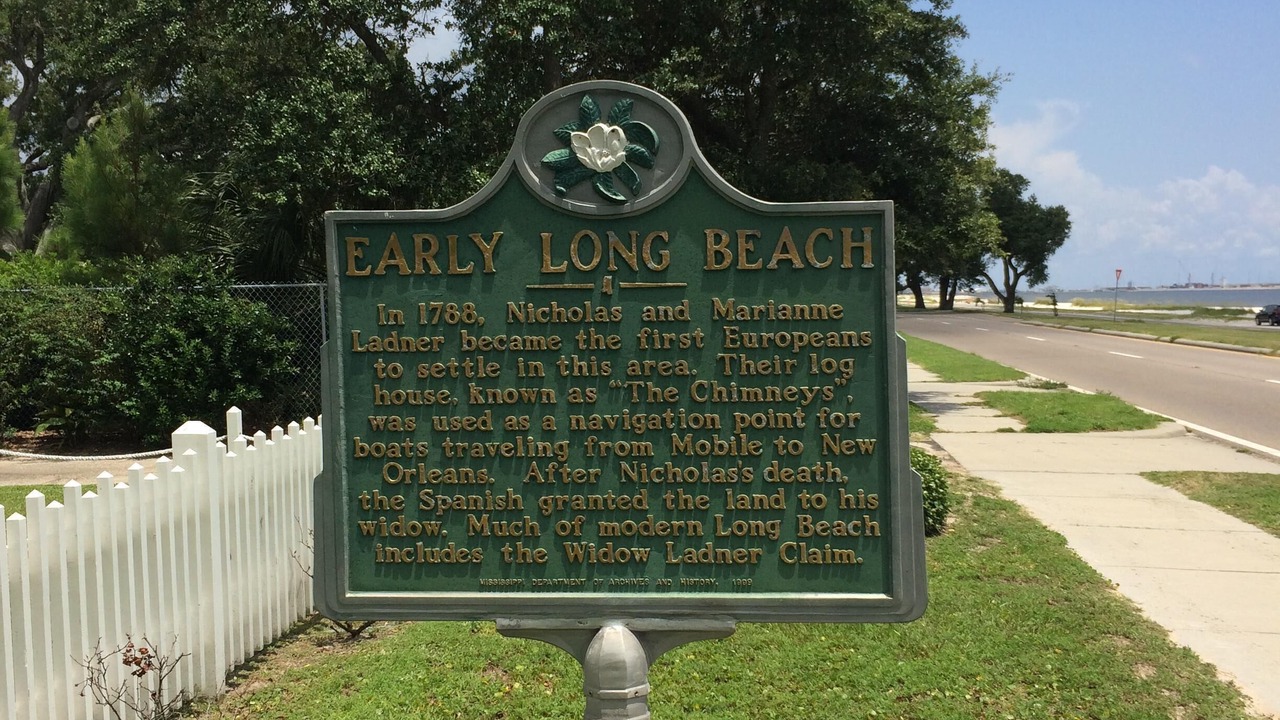 EARLY LONG BEACH
In 1788, Nicholas and Marianne
Ladner became the first Europeans
to settle in this area. Their log
house, known as "The Chimneys",
was used as a navigation point for
boats traveling from Mobile to New
Orleans. After Nicholas's death,
the Spanish granted the land to his
widow. Much of modern Long Beach
includes the Widow Ladner Claim.
MISSISSIPPI DEPARTMENT OF ARCHIVES AND HISTORY.